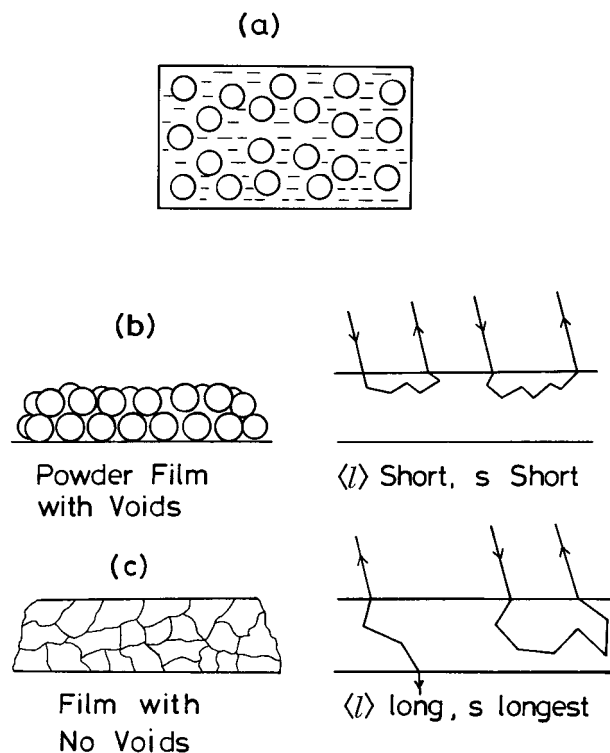 (a)
(b)
Powder Film
with Voids
⟨l⟩ Short, s Short
(c)
Film with
No Voids
⟨l⟩ long, s longest